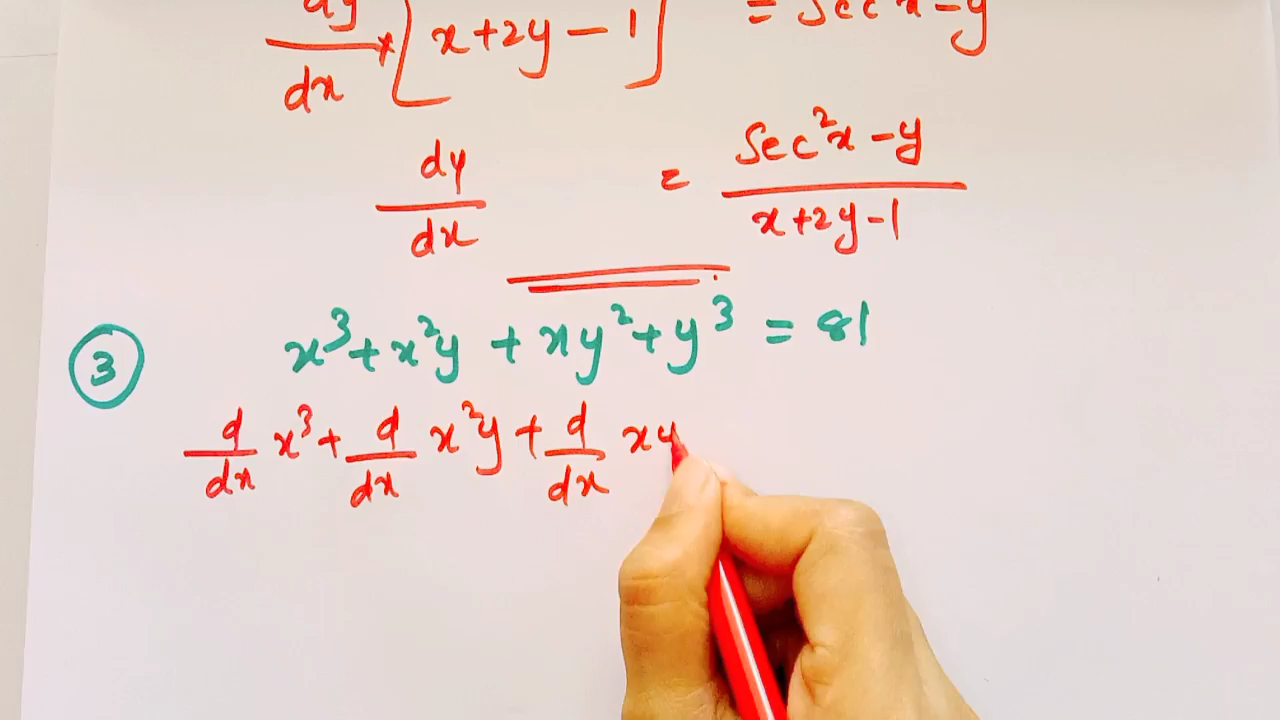 dy/dx * [x+2y-1] = Sec²x-y
dy/dx = Sec²x-y / x+2y-1
③ x³+x²y+xy²+y³ = 81
d/dx x³+ d/dx x²y+ d/dx xy